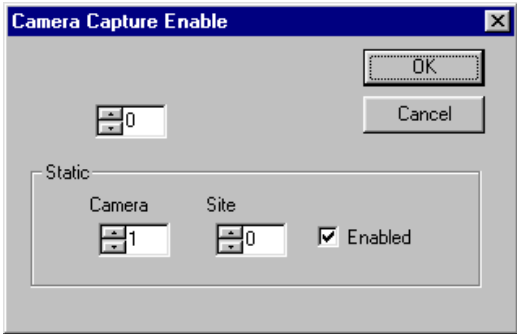 Camera Capture Enable
OK
0
Cancel
Static
Camera Site
1 0 Enabled